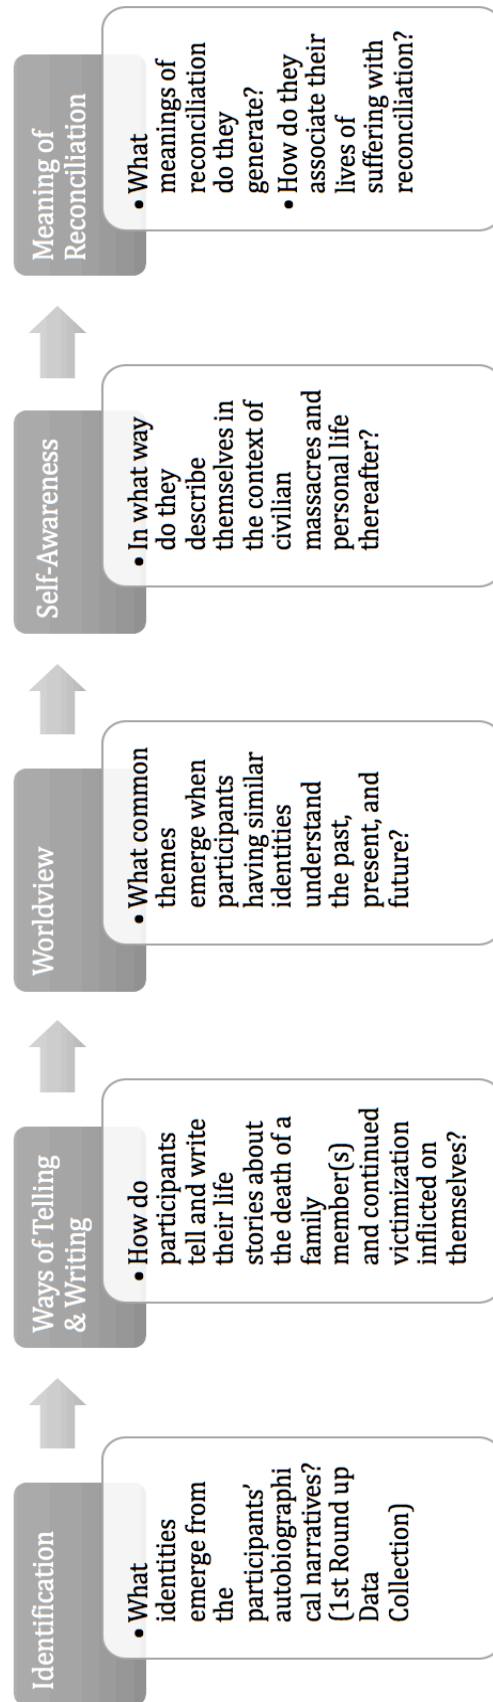 Identification
• What
identities
emerge from
the
participants’
autobiographi
cal narratives?
(1st Round up
Data
Collection)
Ways of Telling
& Writing
• How do
participants
tell and write
their life
stories about
the death of a
family
member(s)
and continued
victimization
inflicted on
themselves?
Worldview
• What common
themes
emerge when
participants
having similar
identities
understand
the past,
present, and
future?
Self-Awareness
• In what way
do they
describe
themselves in
the context of
civilian
massacres and
personal life
thereafter?
Meaning of
Reconciliation
• What
meanings of
reconciliation
do they
generate?
• How do they
associate their
lives of
suffering with
reconciliation?